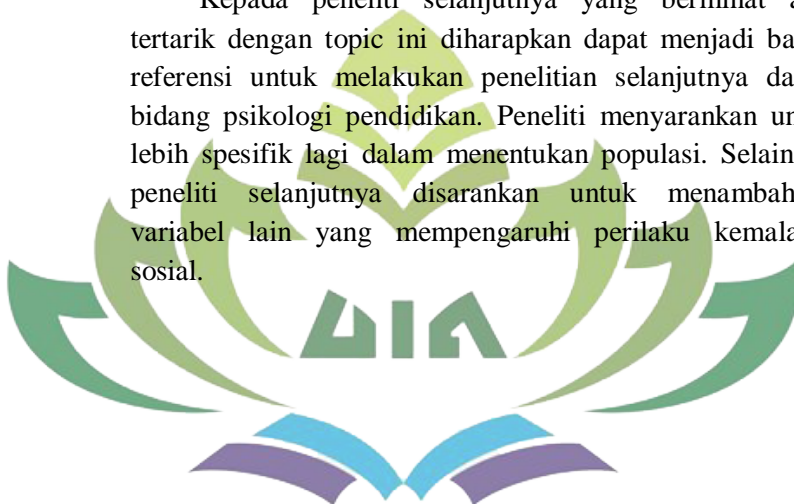 Kepada peneliti selanjutnya yang berminat
tertarik dengan topic ini diharapkan dapat menjadi
referensi untuk melakukan penelitian selanjutnya
bidang psikologi pendidikan. Peneliti menyarankan
lebih spesifik lagi dalam menentukan populasi.
peneliti selanjutnya disarankan untuk
variabel lain yang mempengaruhi perilaku
sosial.
UIN